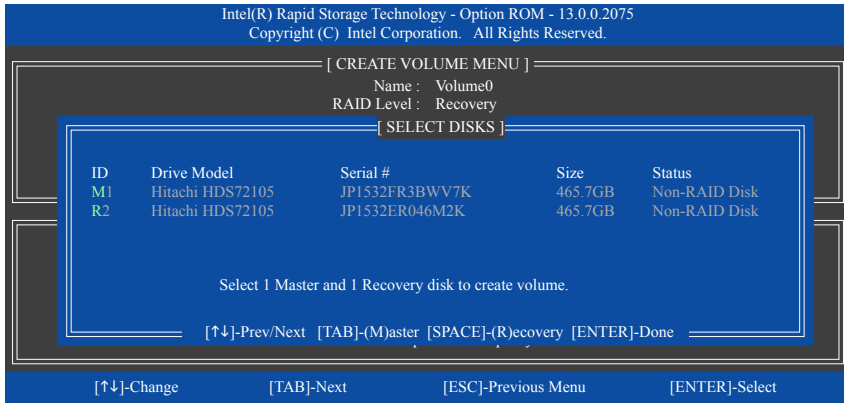 Intel(R) Rapid Storage Technology - Option ROM - 13.0.0.2075
Copyright (C) Intel Corporation. All Rights Reserved.
[ CREATE VOLUME MENU ]
Name : Volume0
RAID Level : Recovery
[ SELECT DISKS ]
ID Drive Model Serial # Size Status
M1 Hitachi HDS72105 JP1532FR3BWV7K 465.7GB Non-RAID Disk
R2 Hitachi HDS72105 JP1532ER046M2K 465.7GB Non-RAID Disk
Select 1 Master and 1 Recovery disk to create volume.
[↑↓]-Prev/Next [TAB]-(M)aster [SPACE]-(R)ecovery [ENTER]-Done
[↑↓]-Change [TAB]-Next [ESC]-Previous Menu [ENTER]-Select